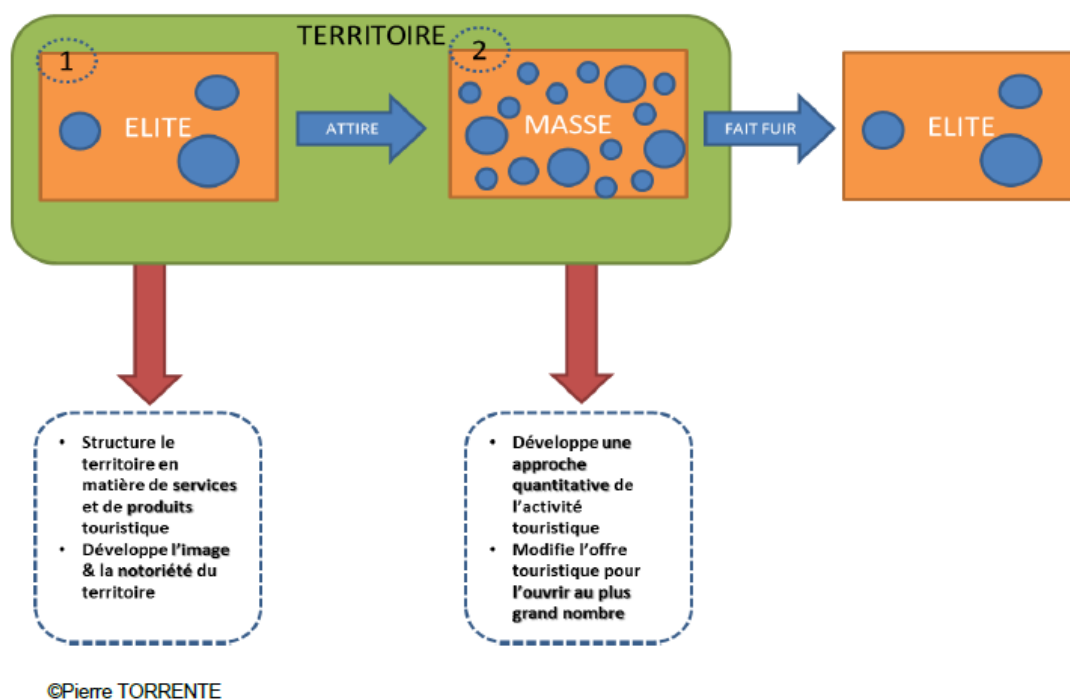 TERRITOIRE
1
ELITE
ATTIRE
2
MASSE
FAIT FUIR
ELITE
• Structure le
territoire en
matière de services
et de produits
touristique
• Développe l'image
& la notoriété du
territoire
• Développe une
approche
quantitative de
l'activité
touristique
• Modifie l'offre
touristique pour
l'ouvrir au plus
grand nombre
©Pierre TORRENTE